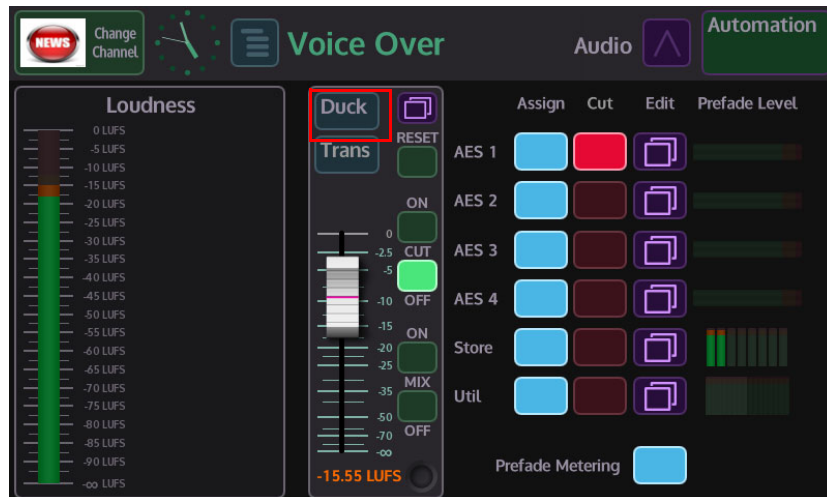 NEWS
Change
Channel
Voice Over
Audio
Automation
Loudness
0 LUFS
-5 LUFS
-10 LUFS
-15 LUFS
-20 LUFS
-25 LUFS
-30 LUFS
-35 LUFS
-40 LUFS
-45 LUFS
-50 LUFS
-55 LUFS
-60 LUFS
-65 LUFS
-70 LUFS
-75 LUFS
-80 LUFS
-85 LUFS
-90 LUFS
-oo LUFS
Duck
Trans
RESET
ON
CUT
OFF
ON
MIX
OFF
0
-2.5
-5
-10
-15
-20
-25
-35
-50
-70
-oo
-15.55 LUFS
Assign Cut Edit Prefade Level
AES 1
AES 2
AES 3
AES 4
Store
Util
Prefade Metering